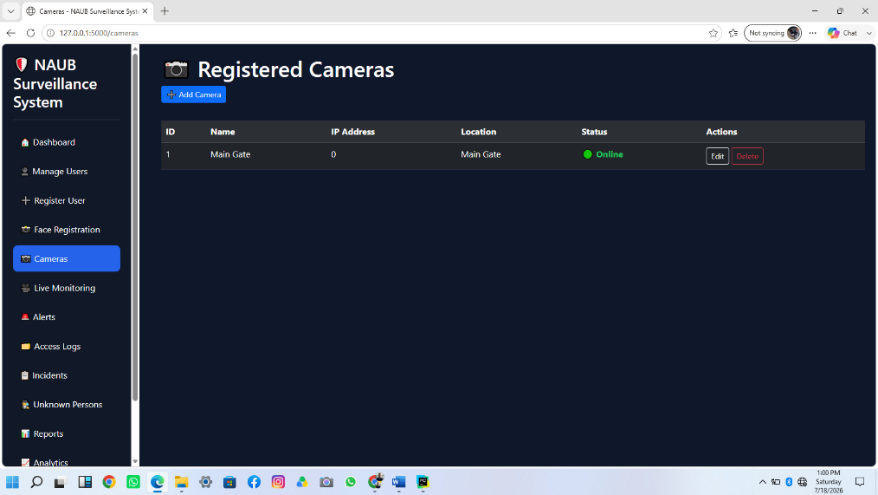 Cameras - NAUB Surveillance Syst
127.0.0.1:5000/cameras
Not syncing
Chat
NAUB
Surveillance
System
Dashboard
Manage Users
Register User
Face Registration
Cameras
Live Monitoring
Alerts
Access Logs
Incidents
Unknown Persons
Reports
Analytics
Registered Cameras
Add Camera
ID Name IP Address Location Status Actions
1 Main Gate 0 Main Gate Online Edit Delete
1:00 PM
Saturday
7/18/2026